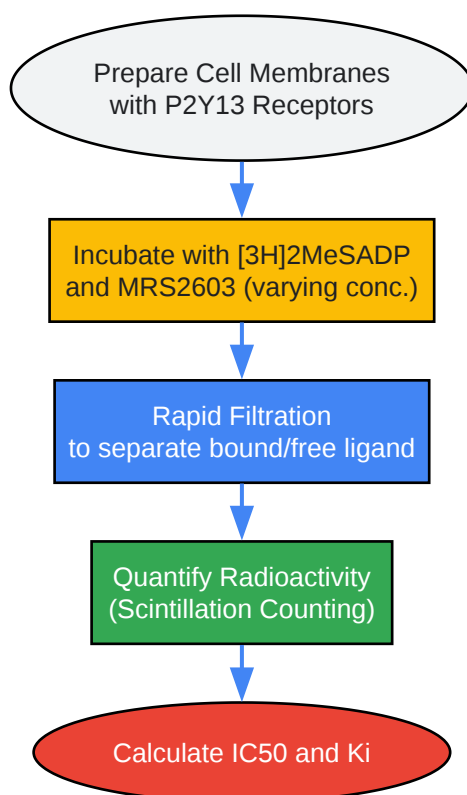 Prepare Cell Membranes
with P2Y13 Receptors
Incubate with [3H]2MeSADP
and MRS2603 (varying conc.)
Rapid Filtration
to separate bound/free ligand
Quantify Radioactivity
(Scintillation Counting)
Calculate IC50 and Ki